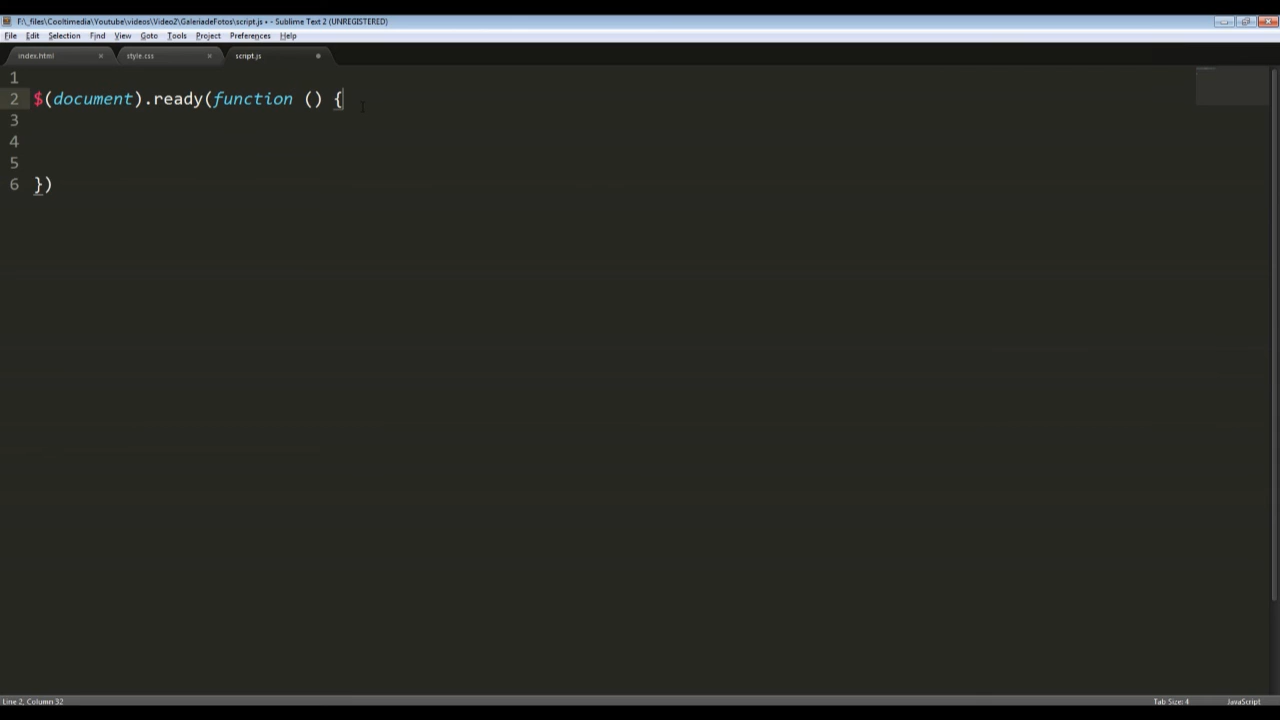 F:\_files\Cooltimedia\Youtube\videos\Video2\GaleriadeFotos\script.js • - Sublime Text 2 (UNREGISTERED)
File Edit Selection Find View Goto Tools Project Preferences Help
index.html × style.css × script.js
1
2 $(document).ready(function () {
3
4
5
6 })
Line 2, Column 32 Tab Size: 4 JavaScript